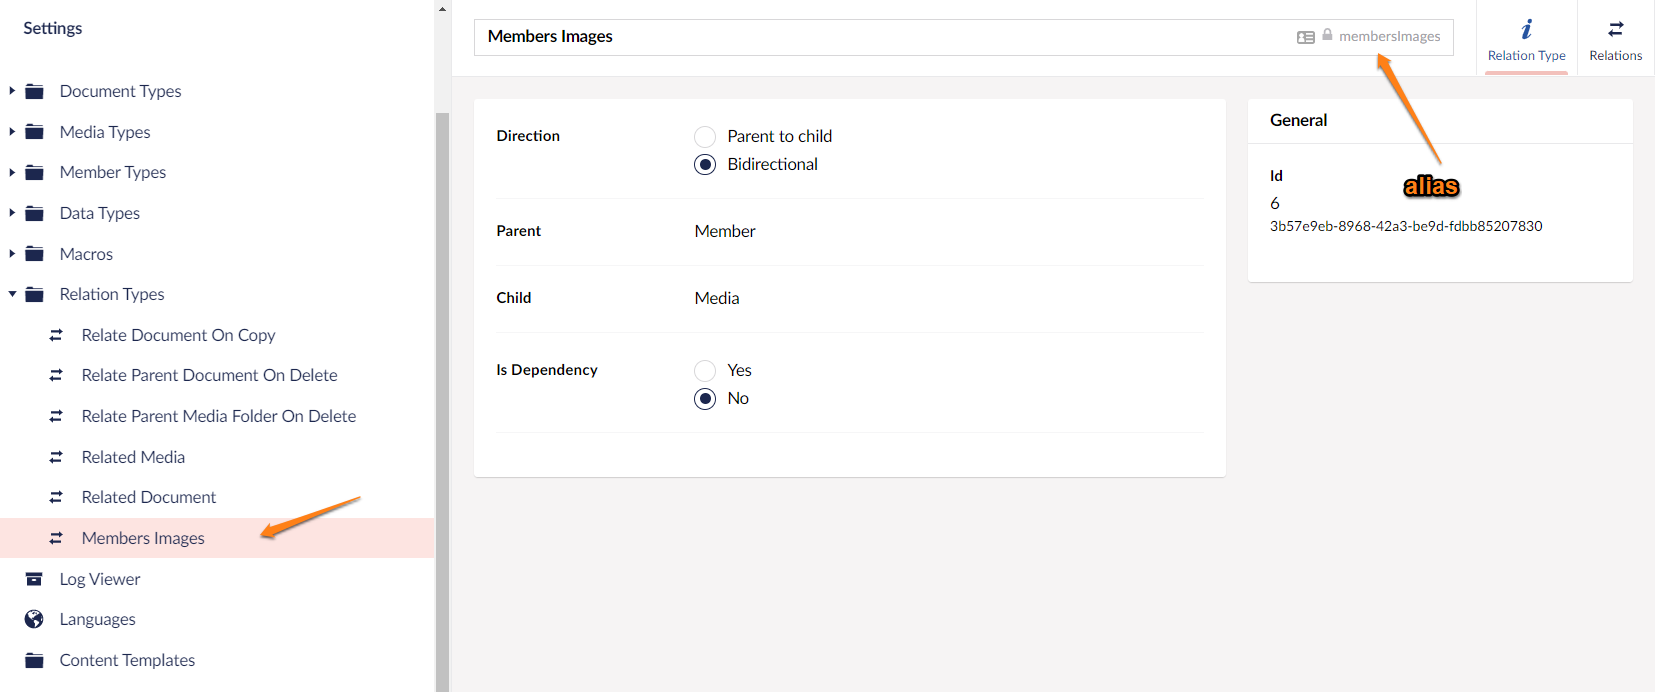 Settings
Document Types
Media Types
Member Types
Data Types
Macros
Relation Types
Relate Document On Copy
Relate Parent Document On Delete
Relate Parent Media Folder On Delete
Related Media
Related Document
Members Images
Log Viewer
Languages
Content Templates
Members Images membersImages
Relation Type Relations
Direction Parent to child
Bidirectional
Parent Member
Child Media
Is Dependency Yes
No
General
Id
6
3b57e9eb-8968-42a3-be9d-fdbb85207830
alias